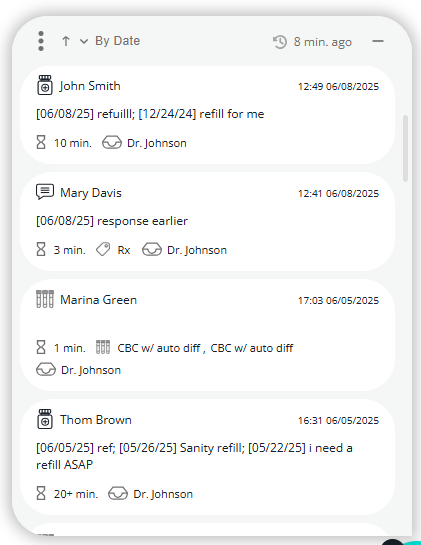 By Date 8 min. ago
John Smith 12:49 06/08/2025
[06/08/25] refuilll; [12/24/24] refill for me
10 min. Dr. Johnson
Mary Davis 12:41 06/08/2025
[06/08/25] response earlier
3 min. Rx Dr. Johnson
Marina Green 17:03 06/05/2025
1 min. CBC w/ auto diff , CBC w/ auto diff
Dr. Johnson
Thom Brown 16:31 06/05/2025
[06/05/25] ref; [05/26/25] Sanity refill; [05/22/25] i need a
refill ASAP
20+ min. Dr. Johnson